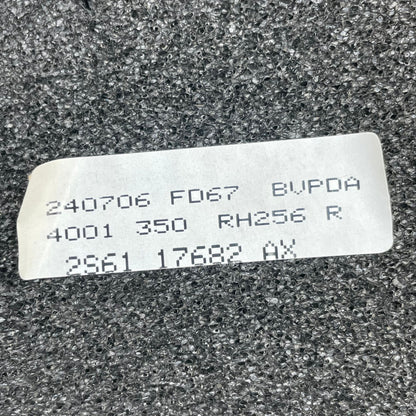 240706 FD67 BVPDA
4001 350 RH256 R
2S61 17682 AX